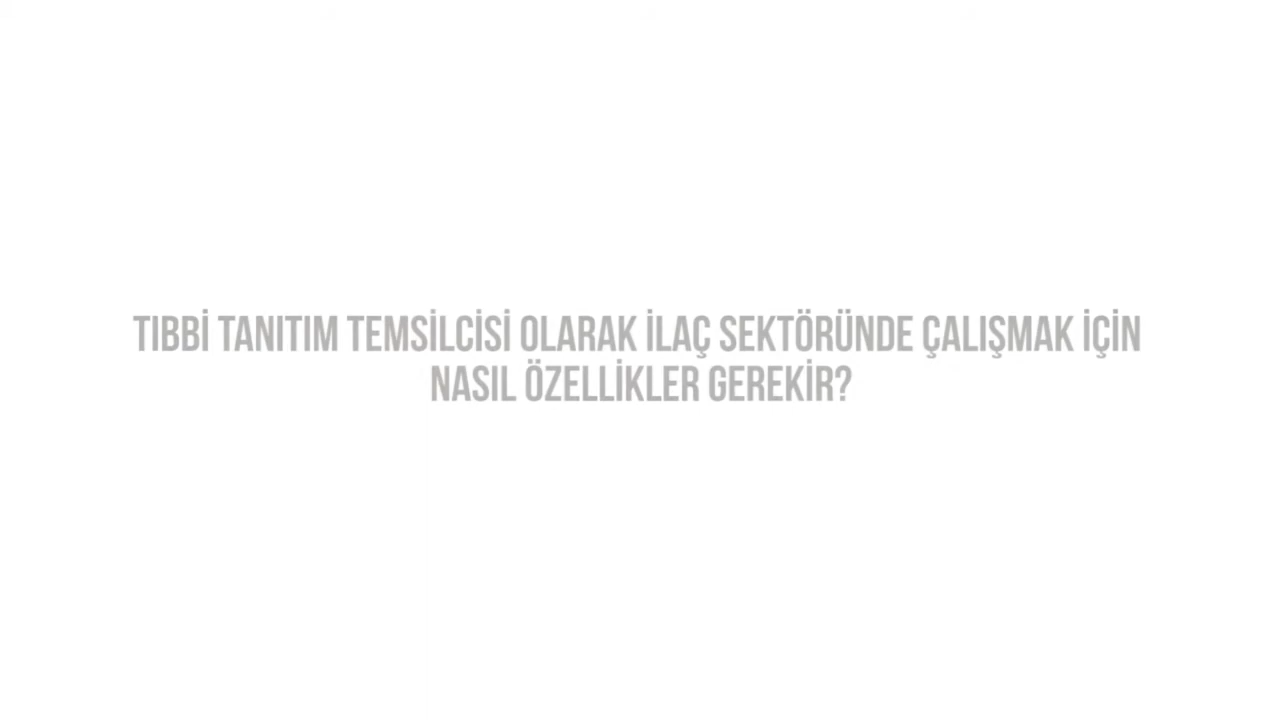 TIBBİ TANITIM TEMSİLCİSİ OLARAK İLAÇ SEKTÖRÜNDE ÇALIŞMAK İÇİN
NASIL ÖZELLİKLER GEREKİR?